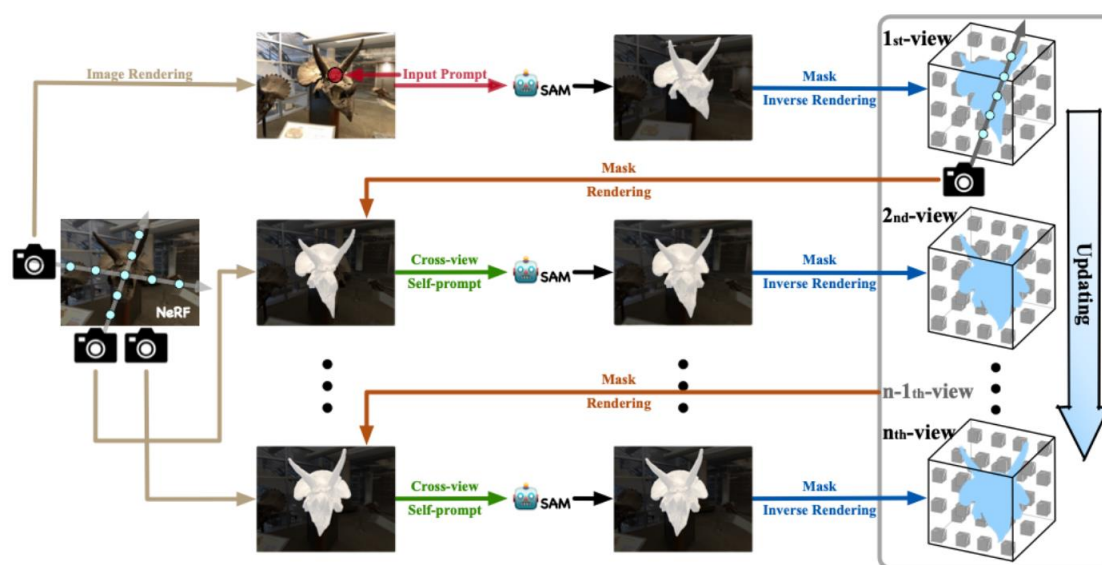 1st-view
Image Rendering
Input Prompt
SAM
Mask
Inverse Rendering
Mask
Rendering
2nd-view
NeRF
Cross-view
Self-prompt
SAM
Mask
Inverse Rendering
Updating
Mask
Rendering
n-1th-view
nth-view
Cross-view
Self-prompt
SAM
Mask
Inverse Rendering